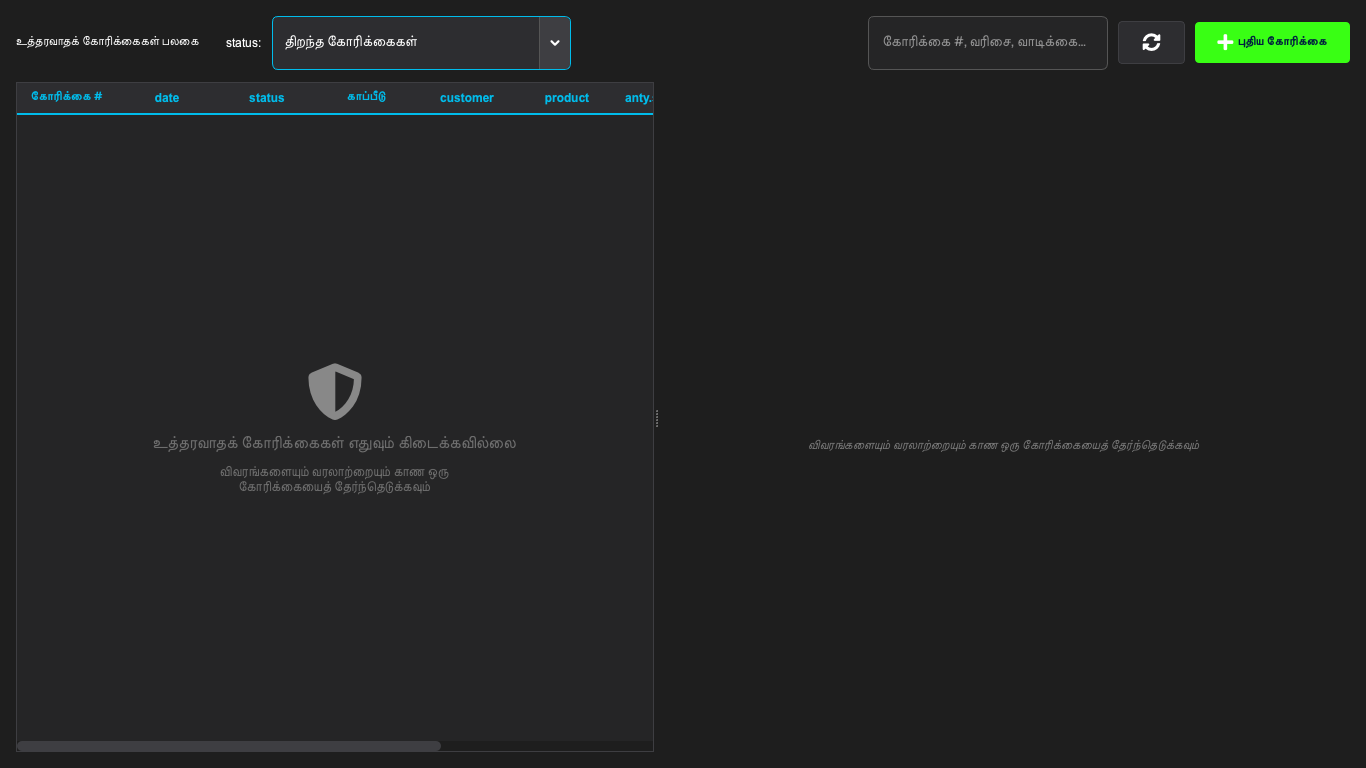 உத்தரவாதக் கோரிக்கைகள் பலகை
status:
திறந்த கோரிக்கைகள்
கோரிக்கை #, வரிசை, வாடிக்கை...
புதிய கோரிக்கை
கோரிக்கை # date status காப்பீடு customer product anty.
உத்தரவாதக் கோரிக்கைகள் எதுவும் கிடைக்கவில்லை
விவரங்களையும் வரலாற்றையும் காண ஒரு
கோரிக்கையைத் தேர்ந்தெடுக்கவும்
விவரங்களையும் வரலாற்றையும் காண ஒரு கோரிக்கையைத் தேர்ந்தெடுக்கவும்